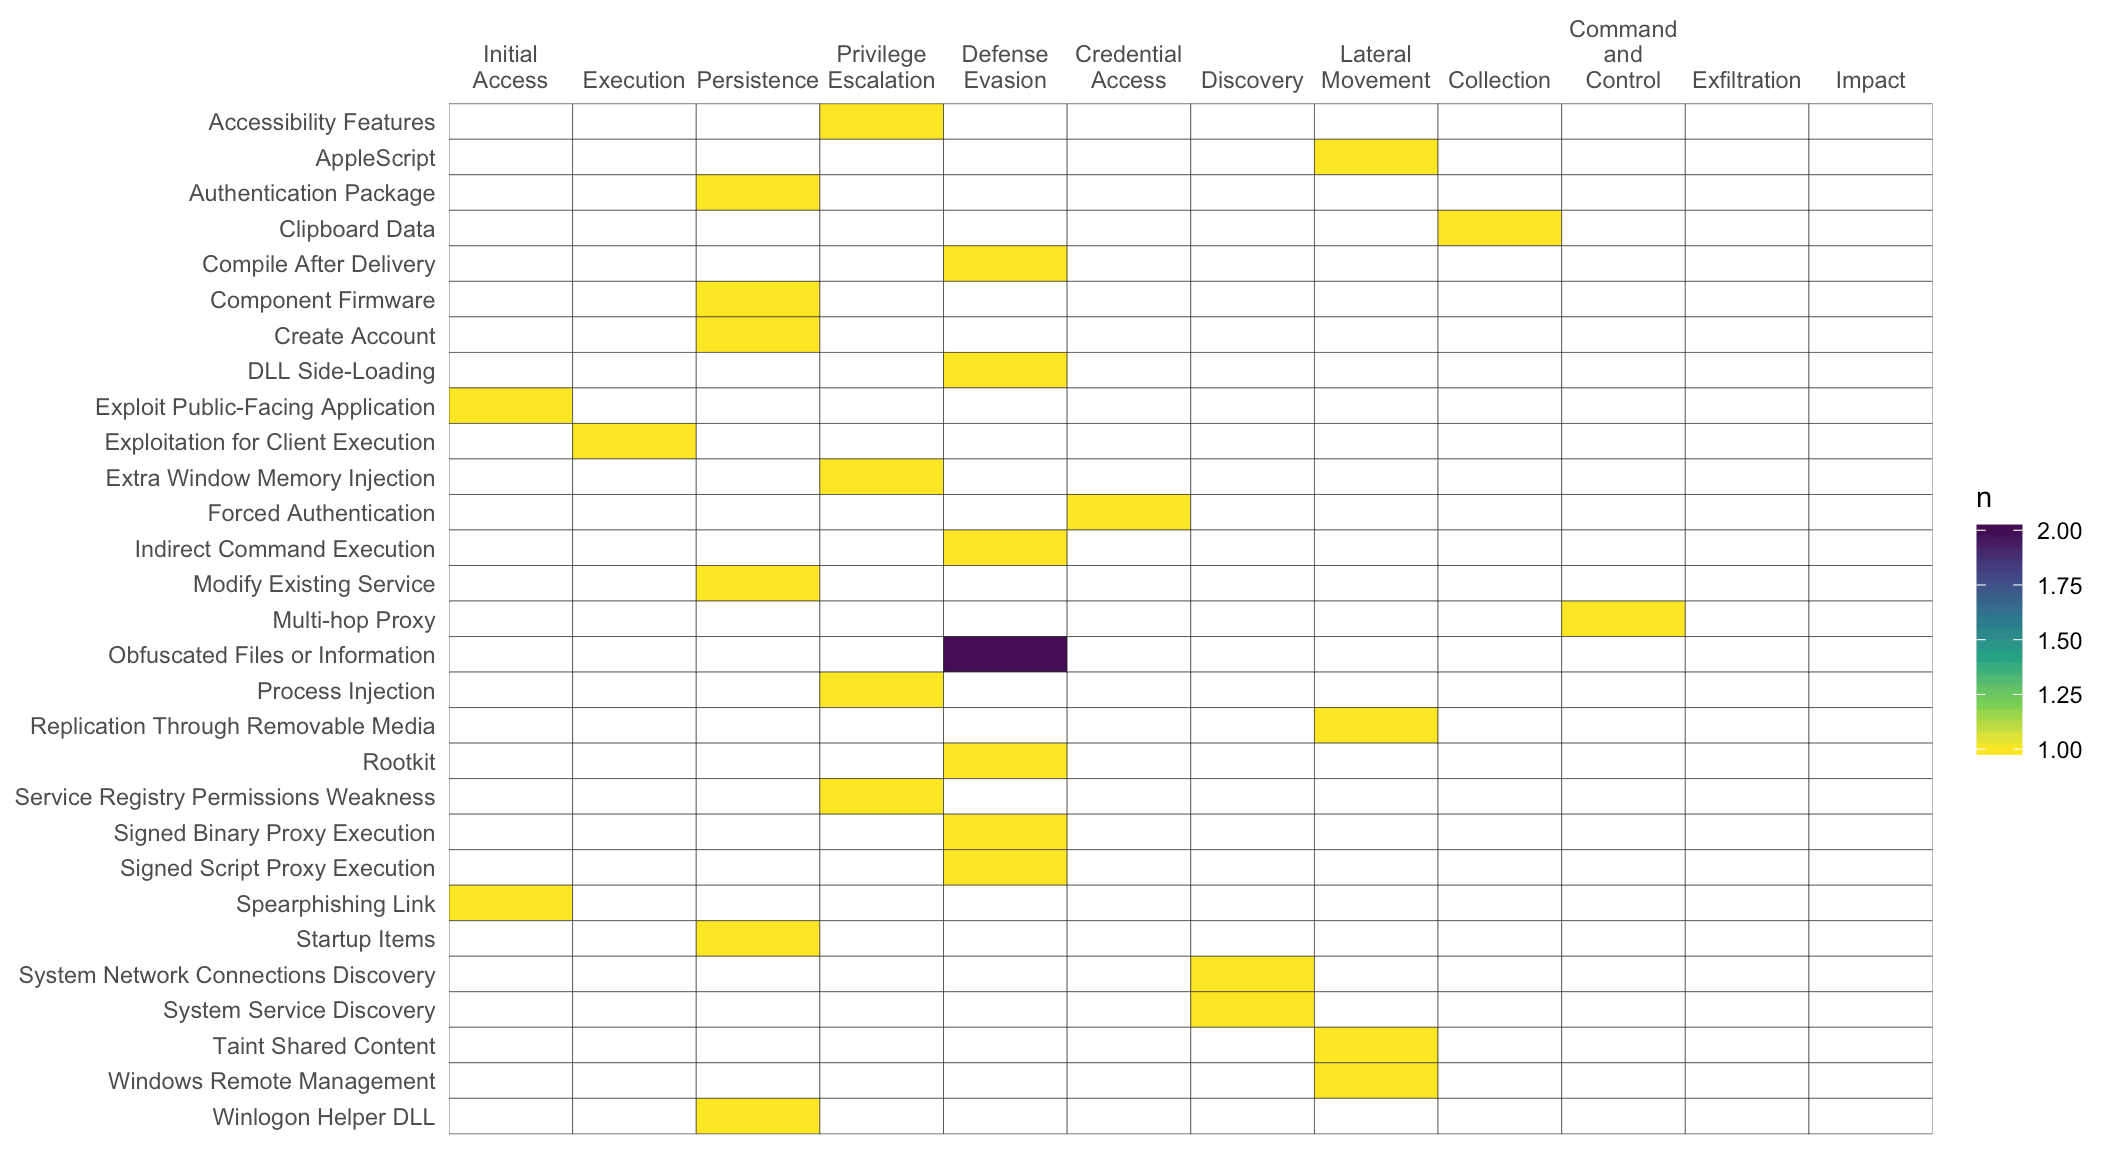 Initial
Access
Execution
Persistence
Privilege
Escalation
Defense
Evasion
Credential
Access
Discovery
Lateral
Movement
Collection
Command
and
Control
Exfiltration
Impact
Accessibility Features
AppleScript
Authentication Package
Clipboard Data
Compile After Delivery
Component Firmware
Create Account
DLL Side-Loading
Exploit Public-Facing Application
Exploitation for Client Execution
Extra Window Memory Injection
Forced Authentication
Indirect Command Execution
Modify Existing Service
Multi-hop Proxy
Obfuscated Files or Information
Process Injection
Replication Through Removable Media
Rootkit
Service Registry Permissions Weakness
Signed Binary Proxy Execution
Signed Script Proxy Execution
Spearphishing Link
Startup Items
System Network Connections Discovery
System Service Discovery
Taint Shared Content
Windows Remote Management
Winlogon Helper DLL
n
2.00
1.75
1.50
1.25
1.00